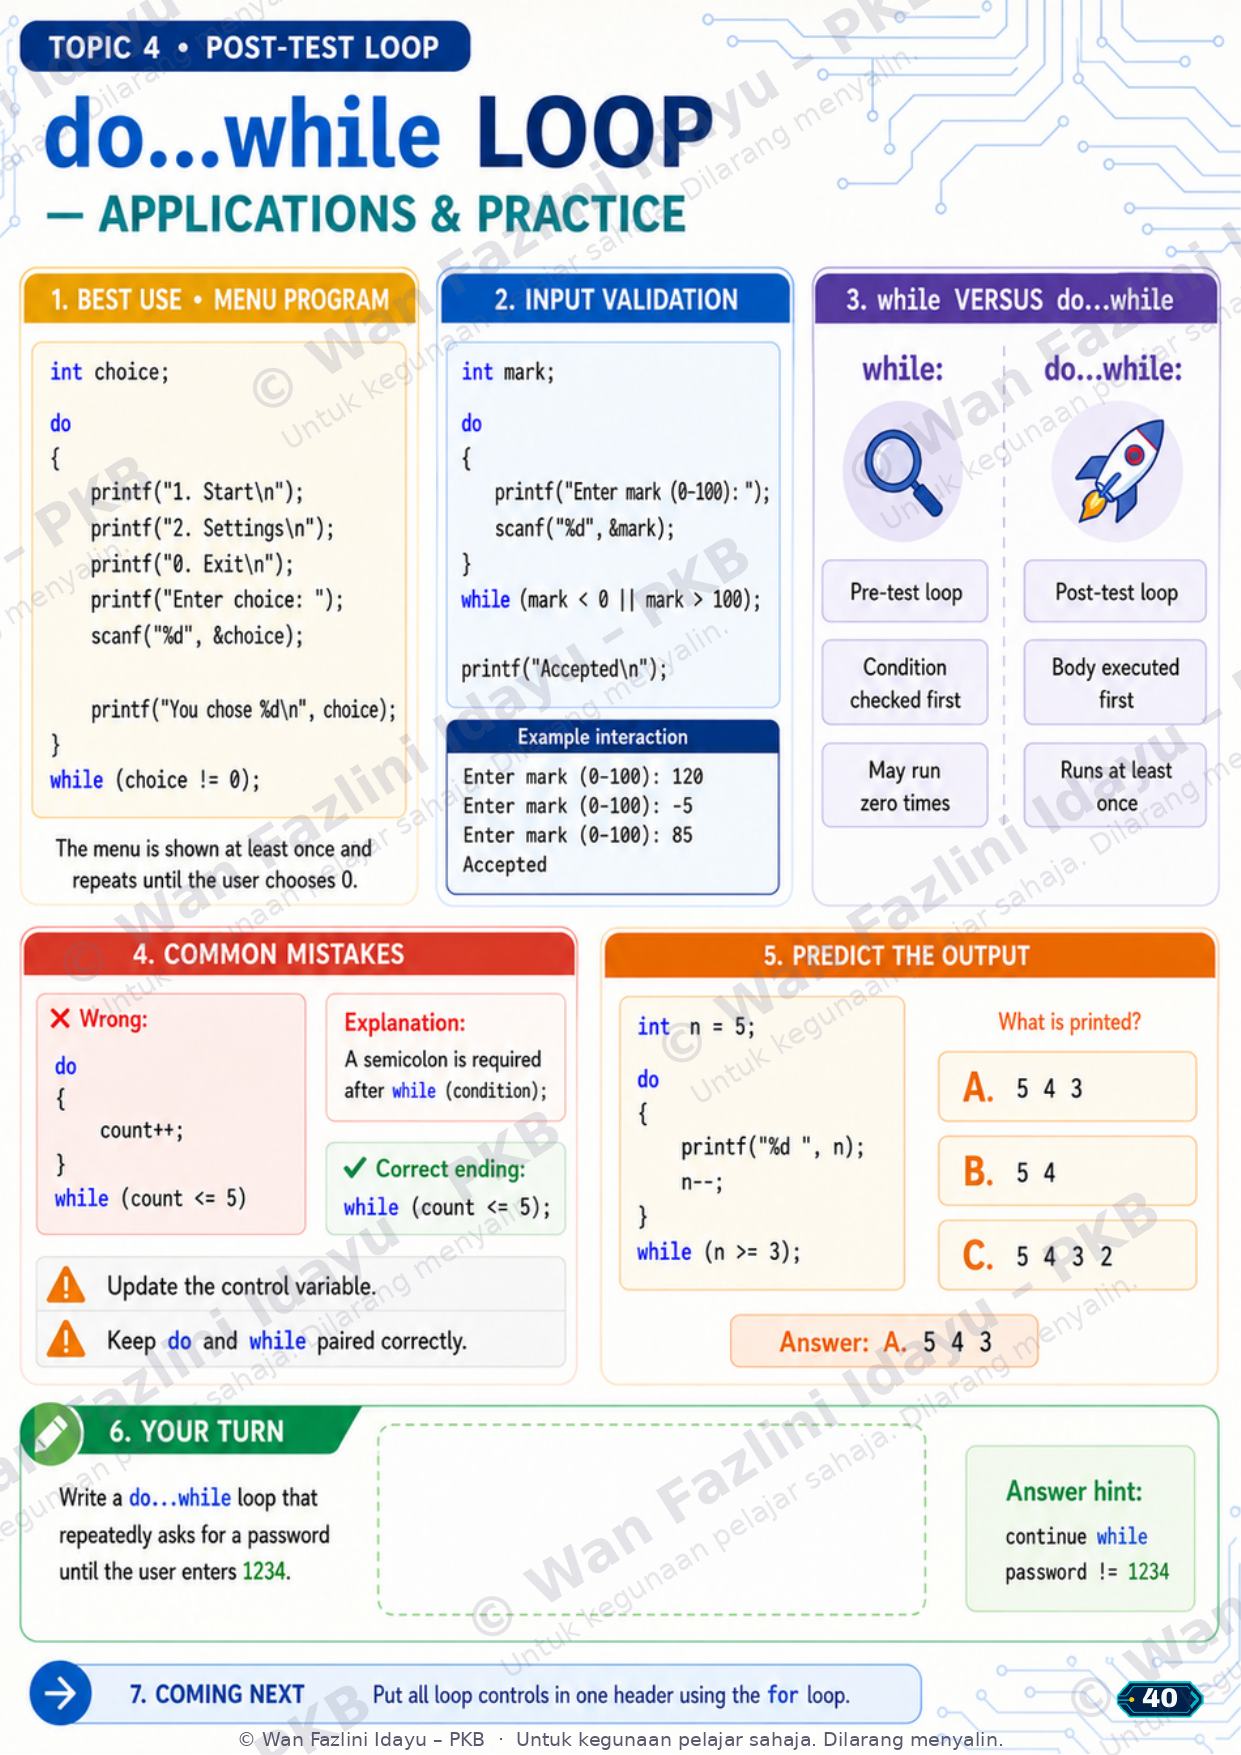 TOPIC 4 • POST-TEST LOOP
do...while LOOP
— APPLICATIONS & PRACTICE
1. BEST USE • MENU PROGRAM
int choice;
do
{
printf("1. Start\n");
printf("2. Settings\n");
printf("0. Exit\n");
printf("Enter choice: ");
scanf("%d", &choice);
printf("You chose %d\n", choice);
}
while (choice != 0);
The menu is shown at least once and
repeats until the user chooses 0.
2. INPUT VALIDATION
int mark;
do
{
printf("Enter mark (0–100): ");
scanf("%d", &mark);
}
while (mark < 0 || mark > 100);
printf("Accepted\n");
Example interaction
Enter mark (0–100): 120
Enter mark (0–100): -5
Enter mark (0–100): 85
Accepted
3. while VERSUS do...while
while:
Pre-test loop
Condition
checked first
May run
zero times
do...while:
Post-test loop
Body executed
first
Runs at least
once
4. COMMON MISTAKES
✗ Wrong:
do
{
count++;
}
while (count <= 5)
Explanation:
A semicolon is required
after while (condition);
✓ Correct ending:
while (count <= 5);
Update the control variable.
Keep do and while paired correctly.
5. PREDICT THE OUTPUT
int n = 5;
do
{
printf("%d ", n);
n--;
}
while (n >= 3);
What is printed?
A. 5 4 3
B. 5 4
C. 5 4 3 2
Answer: A. 5 4 3
6. YOUR TURN
Write a do...while loop that
repeatedly asks for a password
until the user enters 1234.
Answer hint:
continue while
password != 1234
7. COMING NEXT
Put all loop controls in one header using the for loop.
40
© Wan Fazlini Idayu – PKB · Untuk kegunaan pelajar sahaja. Dilarang menyalin.
© Wan Fazlini Idayu – PKB
Untuk kegunaan pelajar sahaja. Dilarang menyalin.